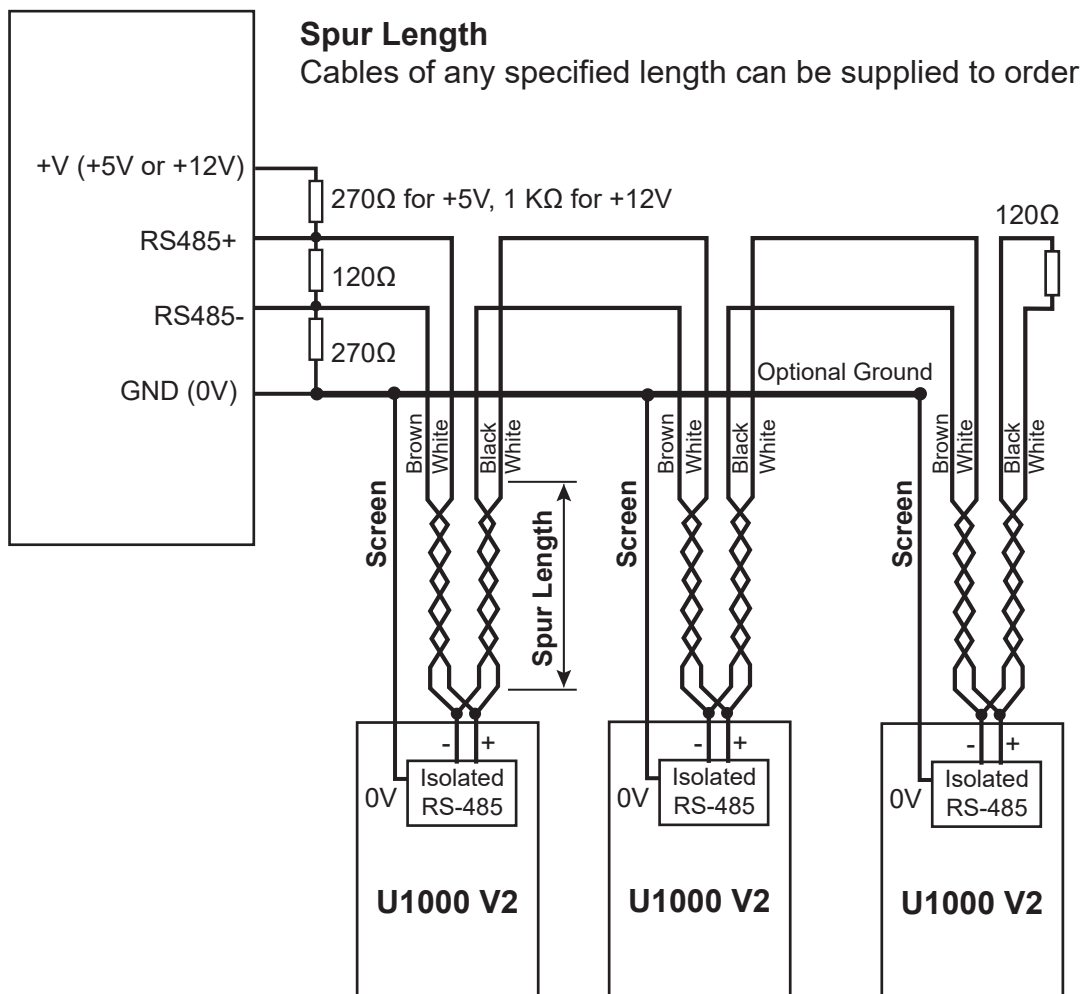 Spur Length
Cables of any specified length can be supplied to order
+V (+5V or +12V)
270Ω for +5V, 1 KΩ for +12V
120Ω
RS485+
120Ω
RS485-
270Ω
GND (0V)
Optional Ground
Brown
White
Black
White
Brown
White
Black
White
Brown
White
Black
White
Screen
Spur Length
Screen
Screen
- +
- +
- +
0V
Isolated
RS-485
0V
Isolated
RS-485
0V
Isolated
RS-485
U1000 V2
U1000 V2
U1000 V2